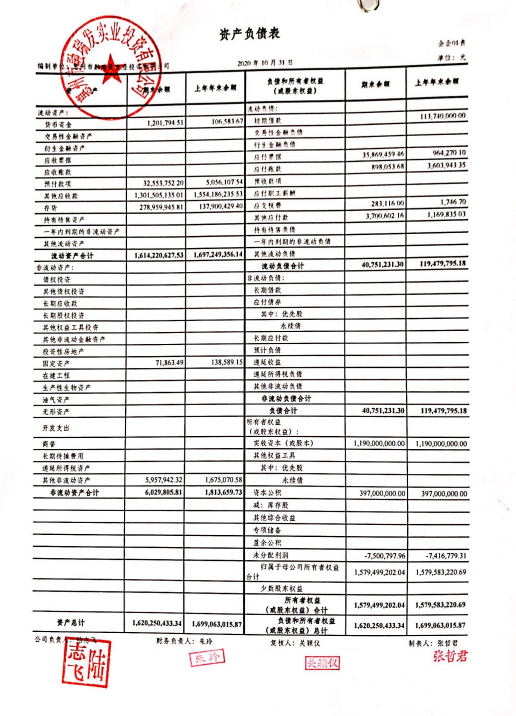 资产负债表
会企01表
2020 年 10 月 31 日 单位：元
期末余额 上年年末余额 负债和所有者权益（或股东权益） 期末余额 上年年末余额
流动资产： 流动负债：
货币资金 1,201,794.51 106,583.67 短期借款 113,740,000.00
交易性金融资产 交易性金融负债
衍生金融资产 衍生金融负债
应收票据 应付票据 35,869,459.46 964,270.10
应收账款 应付账款 898,053.68 3,603,943.35
预付款项 32,553,752.20 5,056,107.54 预收款项
其他应收款 1,301,505,135.01 1,554,186,235.53 应付职工薪酬
存货 278,959,945.81 137,900,429.40 应交税费 283,116.00 1,746.70
持有待售资产 其他应付款 3,700,602.16 1,169,835.03
一年内到期的非流动资产 持有待售负债
其他流动资产 一年内到期的非流动负债
流动资产合计 1,614,220,627.53 1,697,249,356.14 其他流动负债
非流动资产： 流动负债合计 40,751,231.30 119,479,795.18
债权投资 非流动负债：
其他债权投资 长期借款
长期应收款 应付债券
长期股权投资 其中：优先股
其他权益工具投资 永续债
其他非流动金融资产 长期应付款
投资性房地产 预计负债
固定资产 71,863.49 138,589.15 递延收益
在建工程 递延所得税负债
生产性生物资产 其他非流动负债
油气资产 非流动负债合计
无形资产 负债合计 40,751,231.30 119,479,795.18
开发支出 所有者权益（或股东权益）：
商誉 实收资本（或股本） 1,190,000,000.00 1,190,000,000.00
长期待摊费用 其他权益工具
递延所得税资产 其中：优先股
其他非流动资产 5,957,942.32 1,675,070.58 永续债
非流动资产合计 6,029,805.81 1,813,659.73 资本公积 397,000,000.00 397,000,000.00
减：库存股
其他综合收益
专项储备
盈余公积
未分配利润 -7,500,797.96 -7,416,779.31
归属于母公司所有者权益合计 1,579,499,202.04 1,579,583,220.69
少数股东权益
所有者权益（或股东权益）合计 1,579,499,202.04 1,579,583,220.69
资产总计 1,620,250,433.34 1,699,063,015.87 负债和所有者权益（或股东权益）总计 1,620,250,433.34 1,699,063,015.87
公司负责人： 财务负责人：朱玲 复核人：关颖仪 制表人：张哲君
陆志飞 朱玲 关颖仪 张哲君